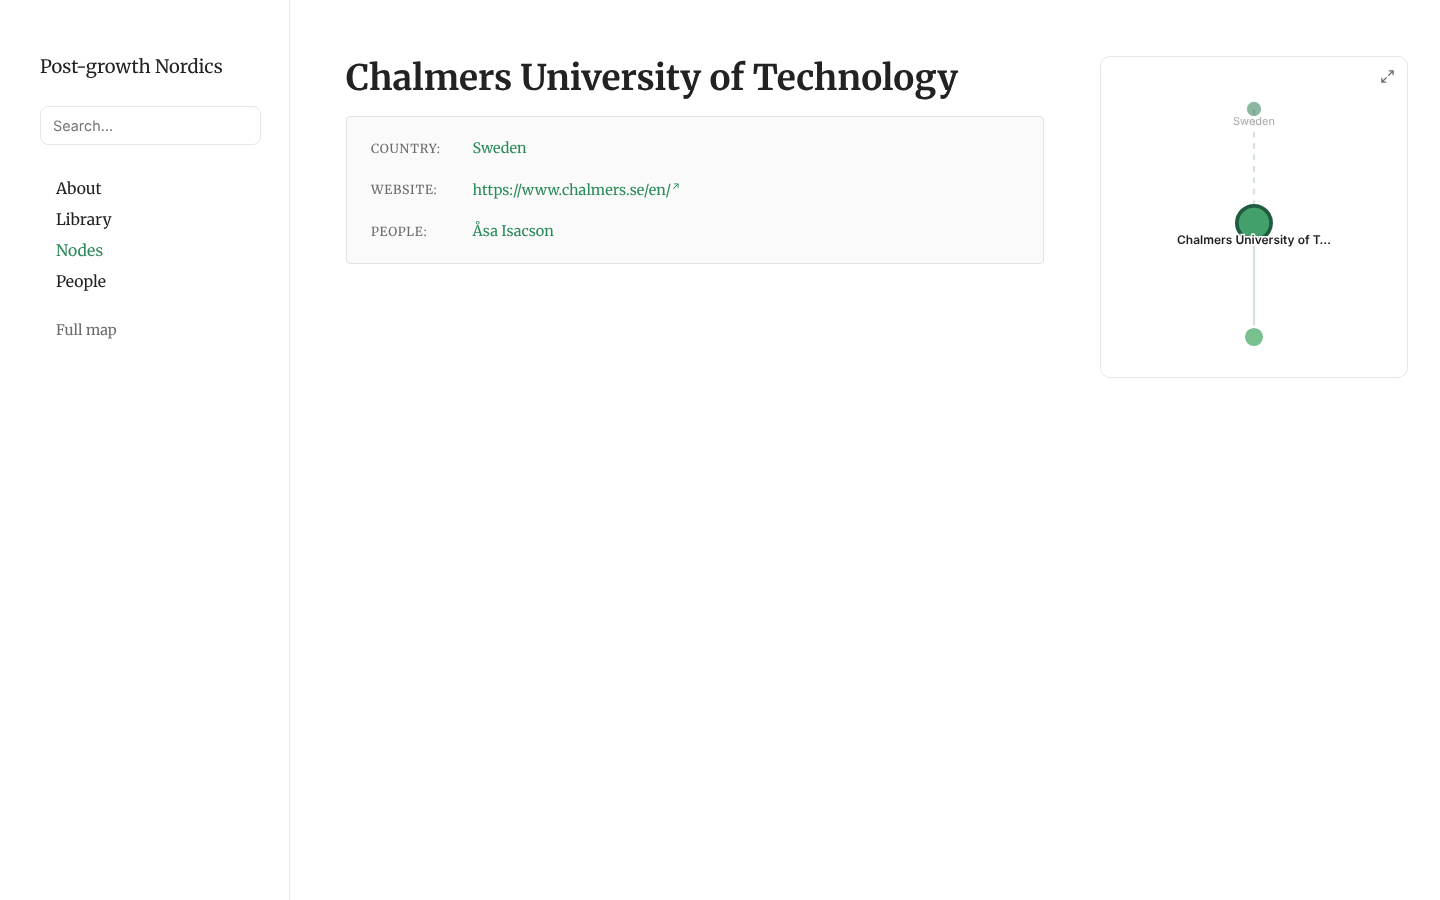 Post-growth Nordics
Search...
About
Library
Nodes
People
Full map
Chalmers University of Technology
COUNTRY: Sweden
WEBSITE: https://www.chalmers.se/en/↗
PEOPLE: Åsa Isacson
Sweden
Chalmers University of T...